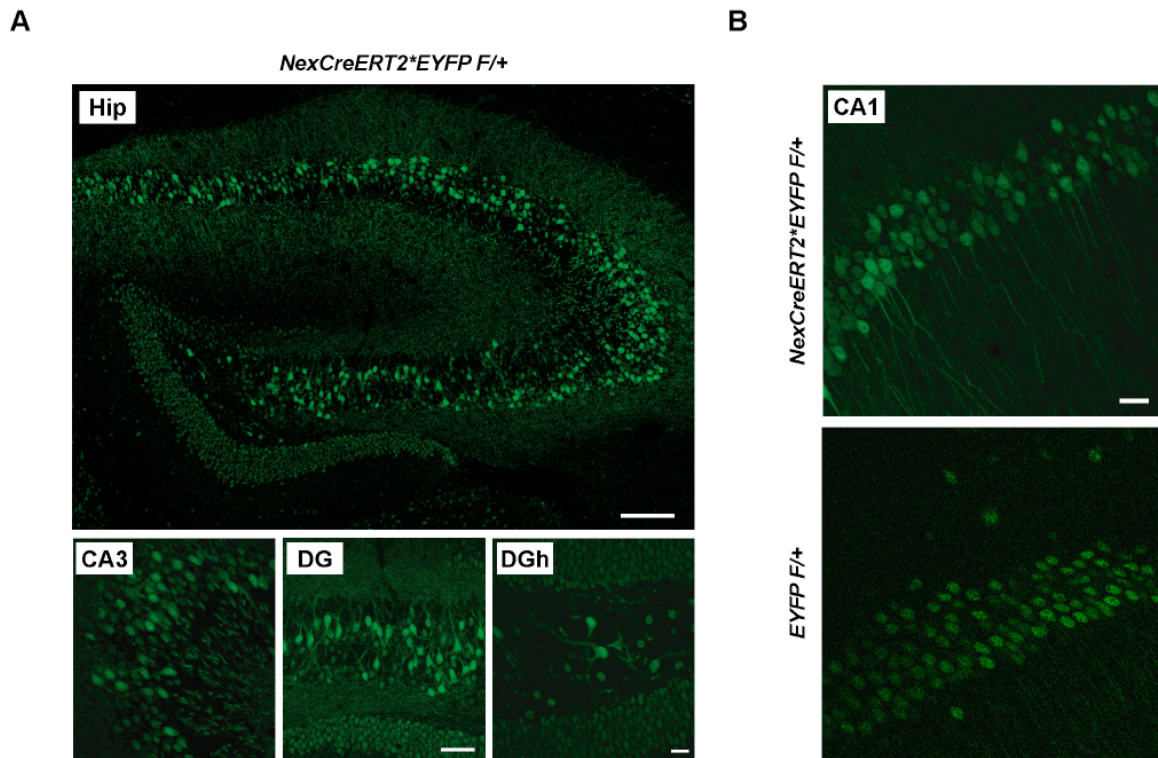 A
B
NexCreERT2*EYFP F/+
Hip
CA1
NexCreERT2*EYFP F/+
CA3
DG
DGh
EYFP F/+